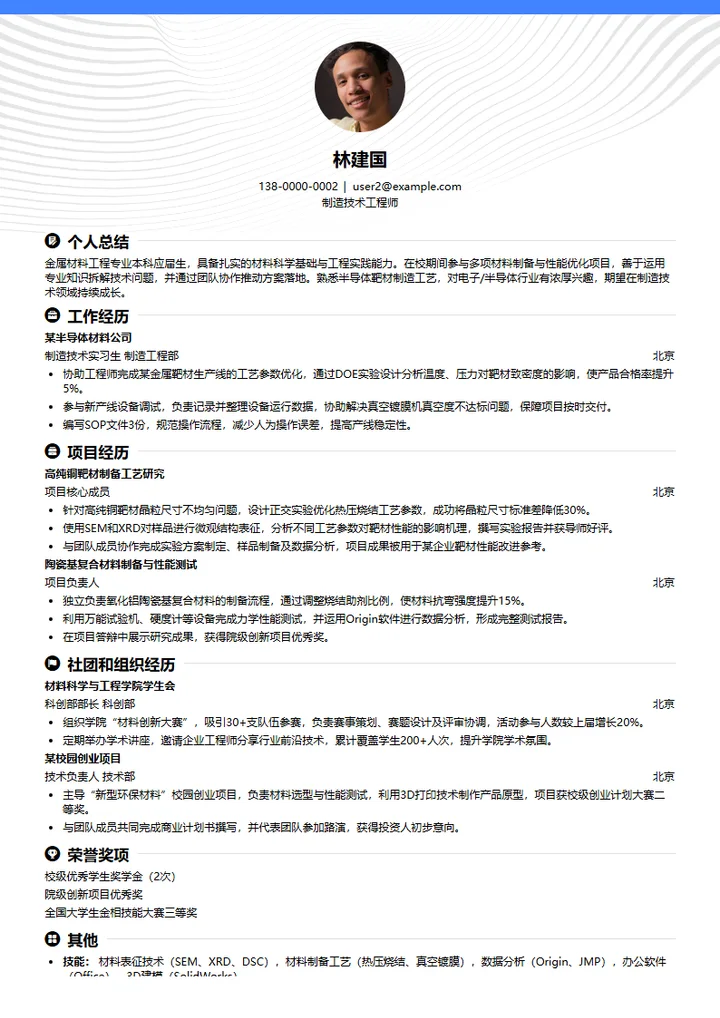 林建国
138-0000-0002 | user2@example.com
制造技术工程师
个人总结
金属材料工程专业本科应届生，具备扎实的材料科学基础与工程实践能力。在校期间参与多项材料制备与性能优化项目，善于运用
专业知识拆解技术问题，并通过团队协作推动方案落地。熟悉半导体靶材制造工艺，对电子/半导体行业有浓厚兴趣，期望在制造技
术领域持续成长。
工作经历
某半导体材料公司
制造技术实习生 制造工程部 北京
• 协助工程师完成某金属靶材生产线的工艺参数优化，通过DOE实验设计分析温度、压力对靶材致密度的影响，使产品合格率提升
5%。
• 参与新产线设备调试，负责记录并整理设备运行数据，协助解决真空镀膜机真空度不达标问题，保障项目按时交付。
• 编写SOP文件3份，规范操作流程，减少人为操作误差，提高产线稳定性。
项目经历
高纯铜靶材制备工艺研究
项目核心成员 北京
• 针对高纯铜靶材晶粒尺寸不均匀问题，设计正交实验优化热压烧结工艺参数，成功将晶粒尺寸标准差降低30%。
• 使用SEM和XRD对样品进行微观结构表征，分析不同工艺参数对靶材性能的影响机理，撰写实验报告并获导师好评。
• 与团队成员协作完成实验方案制定、样品制备及数据分析，项目成果被用于某企业靶材性能改进参考。
陶瓷基复合材料制备与性能测试
项目负责人 北京
• 独立负责氧化铝陶瓷基复合材料的制备流程，通过调整烧结助剂比例，使材料抗弯强度提升15%。
• 利用万能试验机、硬度计等设备完成力学性能测试，并运用Origin软件进行数据分析，形成完整测试报告。
• 在项目答辩中展示研究成果，获得院级创新项目优秀奖。
社团和组织经历
材料科学与工程学院学生会
科创部部长 科创部 北京
• 组织学院“材料创新大赛”，吸引30+支队伍参赛，负责赛事策划、赛题设计及评审协调，活动参与人数较上届增长20%。
• 定期举办学术讲座，邀请企业工程师分享行业前沿技术，累计覆盖学生200+人次，提升学院学术氛围。
某校园创业项目
技术负责人 技术部 北京
• 主导“新型环保材料”校园创业项目，负责材料选型与性能测试，利用3D打印技术制作产品原型，项目获校级创业计划大赛二
等奖。
• 与团队成员共同完成商业计划书撰写，并代表团队参加路演，获得投资人初步意向。
荣誉奖项
校级优秀学生奖学金（2次）
院级创新项目优秀奖
全国大学生金相技能大赛三等奖
其他
• 技能： 材料表征技术（SEM、XRD、DSC），材料制备工艺（热压烧结、真空镀膜），数据分析（Origin、JMP），办公软件
（Office），3D建模（SolidWorks）